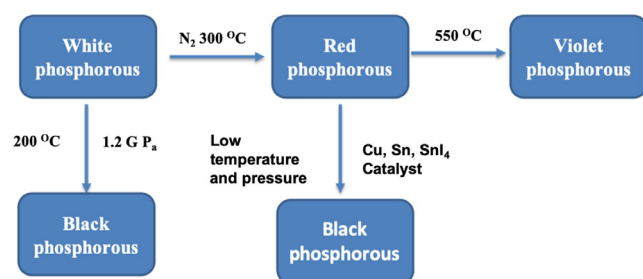 White
phosphorous
N₂ 300 ᴼC
Red
phosphorous
550 ᴼC
Violet
phosphorous
200 ᴼC
1.2 G Pₐ
Low
temperature
and pressure
Cu, Sn, SnI₄
Catalyst
Black
phosphorous
Black
phosphorous